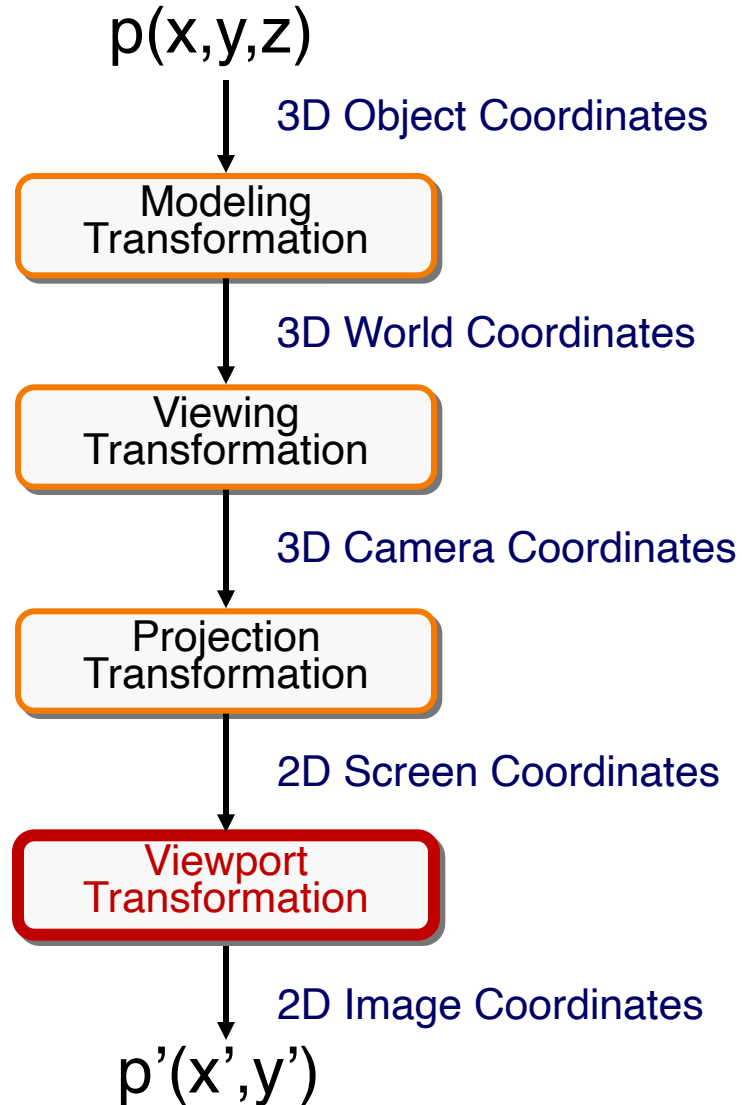 p(x,y,z)
3D Object Coordinates
Modeling
Transformation
3D World Coordinates
Viewing
Transformation
3D Camera Coordinates
Projection
Transformation
2D Screen Coordinates
Viewport
Transformation
2D Image Coordinates
p’(x’,y’)